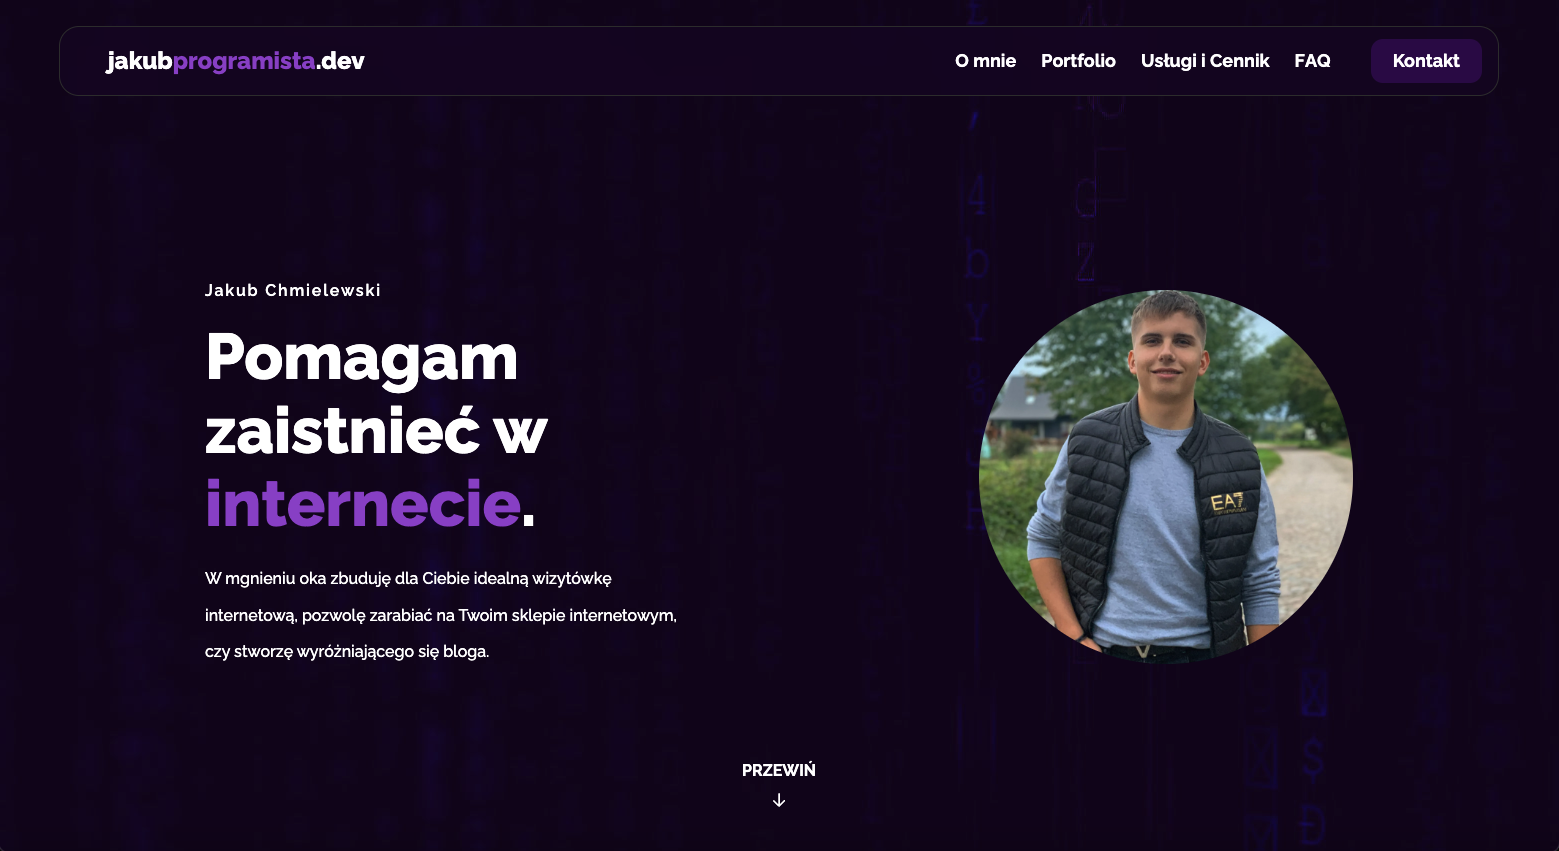 jakubprogramista.dev
O mnie Portfolio Usługi i Cennik FAQ Kontakt
Jakub Chmielewski
Pomagam
zaistnieć w
internecie.
W mgnieniu oka zbuduję dla Ciebie idealną wizytówkę
internetową, pozwolę zarabiać na Twoim sklepie internetowym,
czy stworzę wyróżniającego się bloga.
EA7
PRZEWIŃ